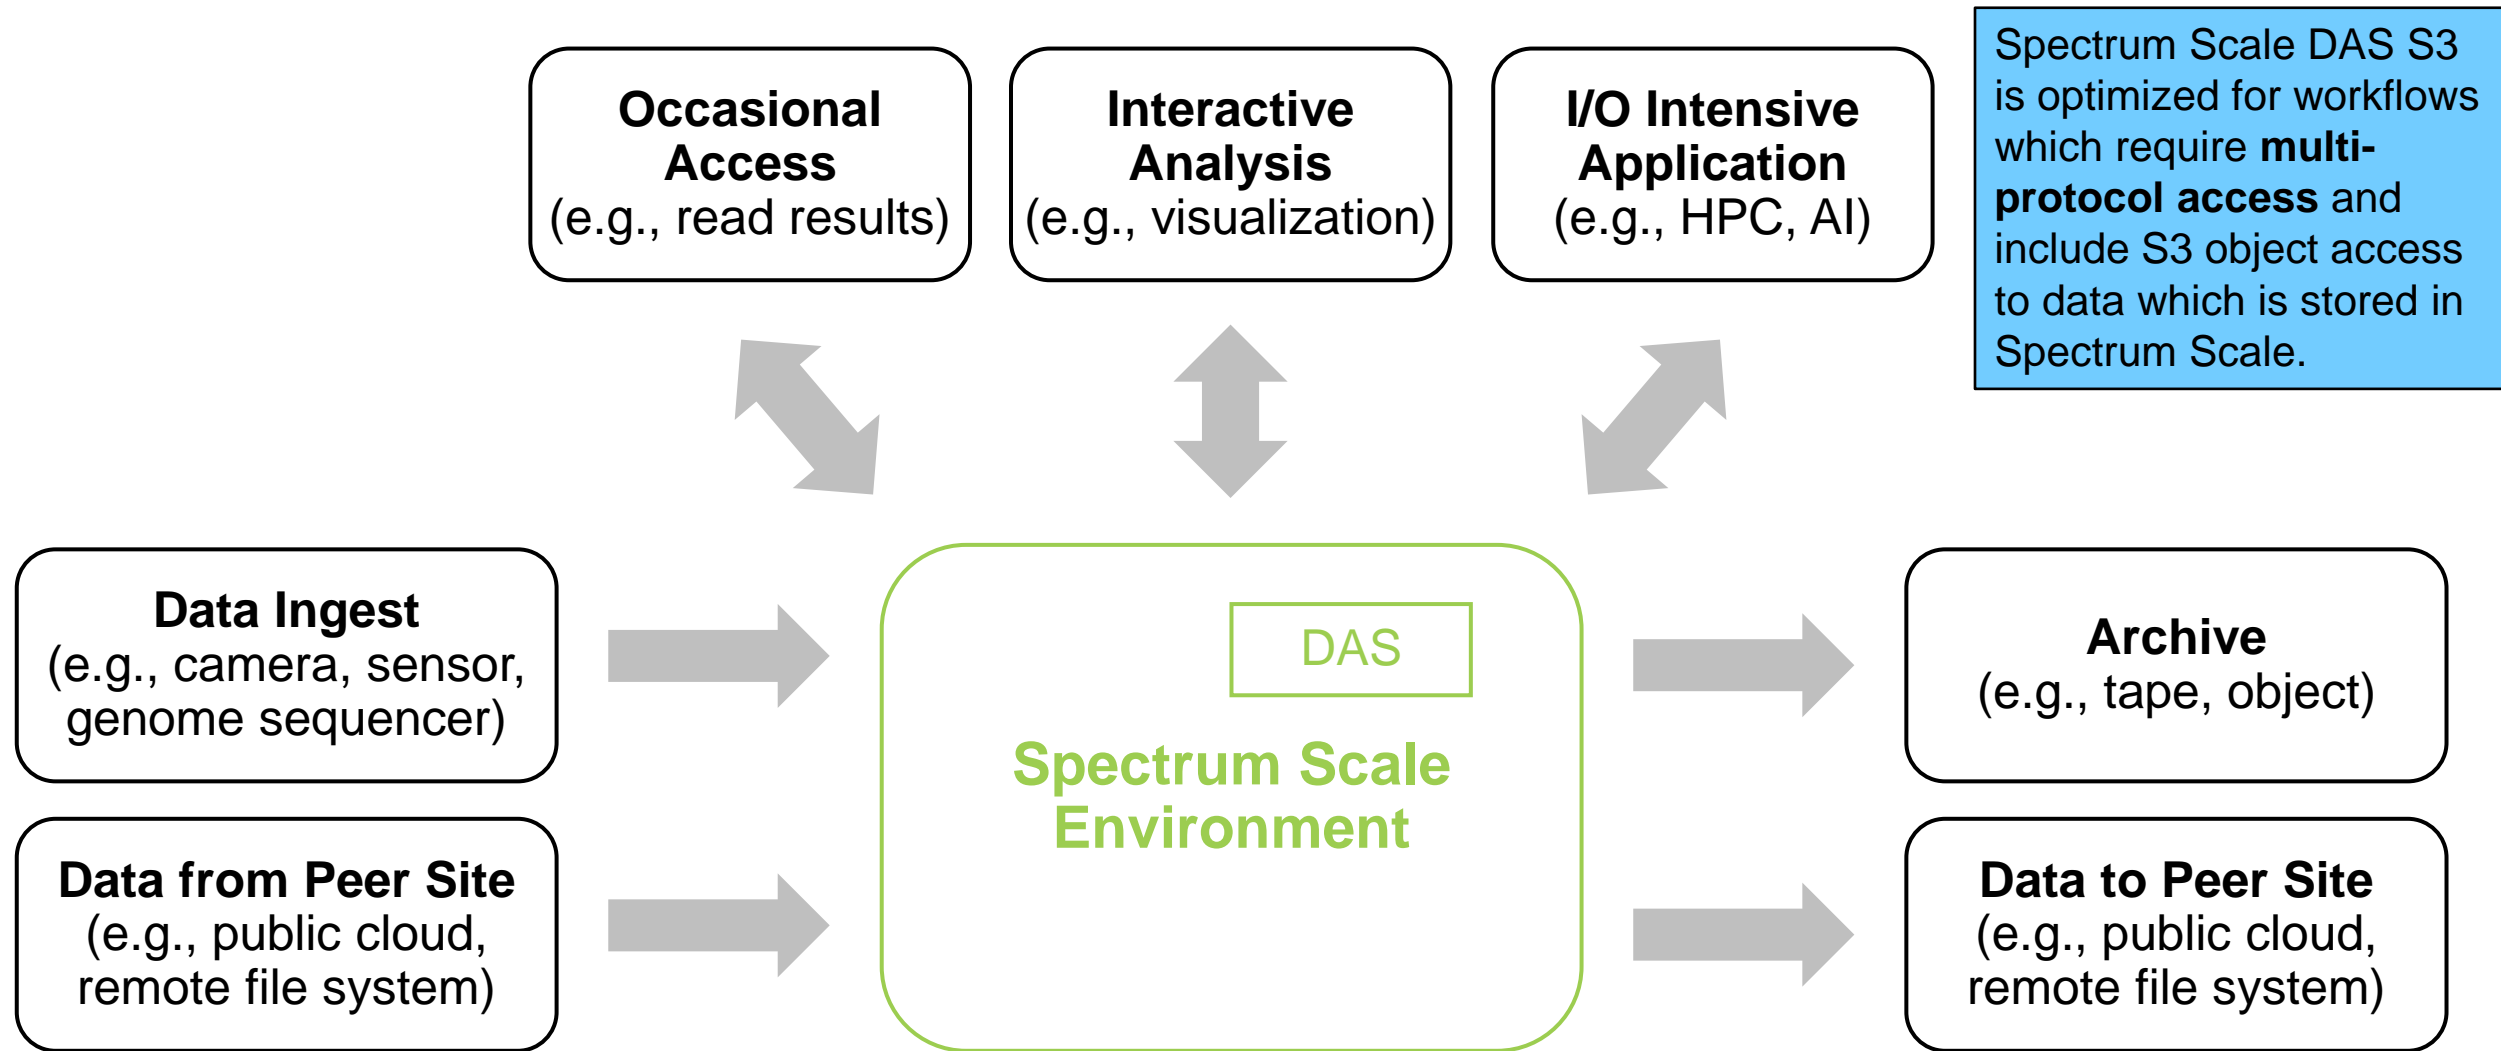 Occasional
Access
(e.g., read results)
Interactive
Analysis
(e.g., visualization)
I/O Intensive
Application
(e.g., HPC, AI)
Spectrum Scale DAS S3
is optimized for workflows
which require multi-
protocol access and
include S3 object access
to data which is stored in
Spectrum Scale.
Data Ingest
(e.g., camera, sensor,
genome sequencer)
DAS
Spectrum Scale
Environment
Archive
(e.g., tape, object)
Data from Peer Site
(e.g., public cloud,
remote file system)
Data to Peer Site
(e.g., public cloud,
remote file system)